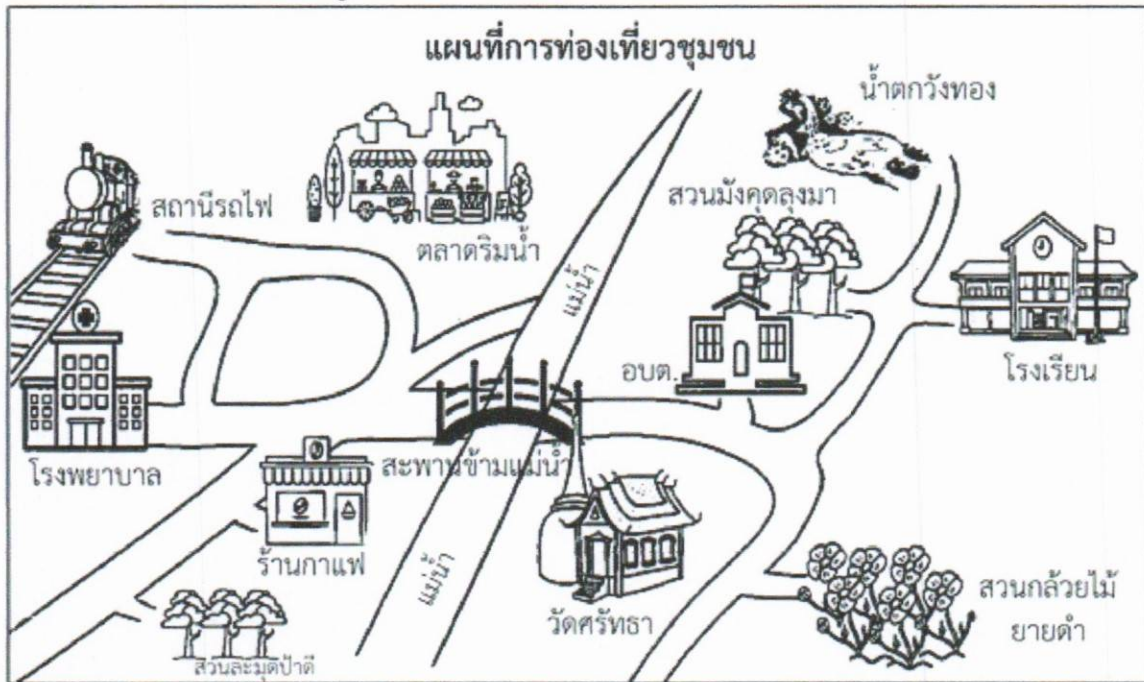 แผนที่การท่องเที่ยวชุมชน
น้ำตกวังทอง
สถานีรถไฟ
ตลาดริมน้ำ
สวนมังคุดลุงมา
แม่น้ำ
อบต.
โรงเรียน
โรงพยาบาล
สะพานข้ามแม่น้ำ
ร้านกาแฟ
แม่น้ำ
วัดศรัทธา
สวนกล้วยไม้
ยายดำ
สวนละมุดป้าดี